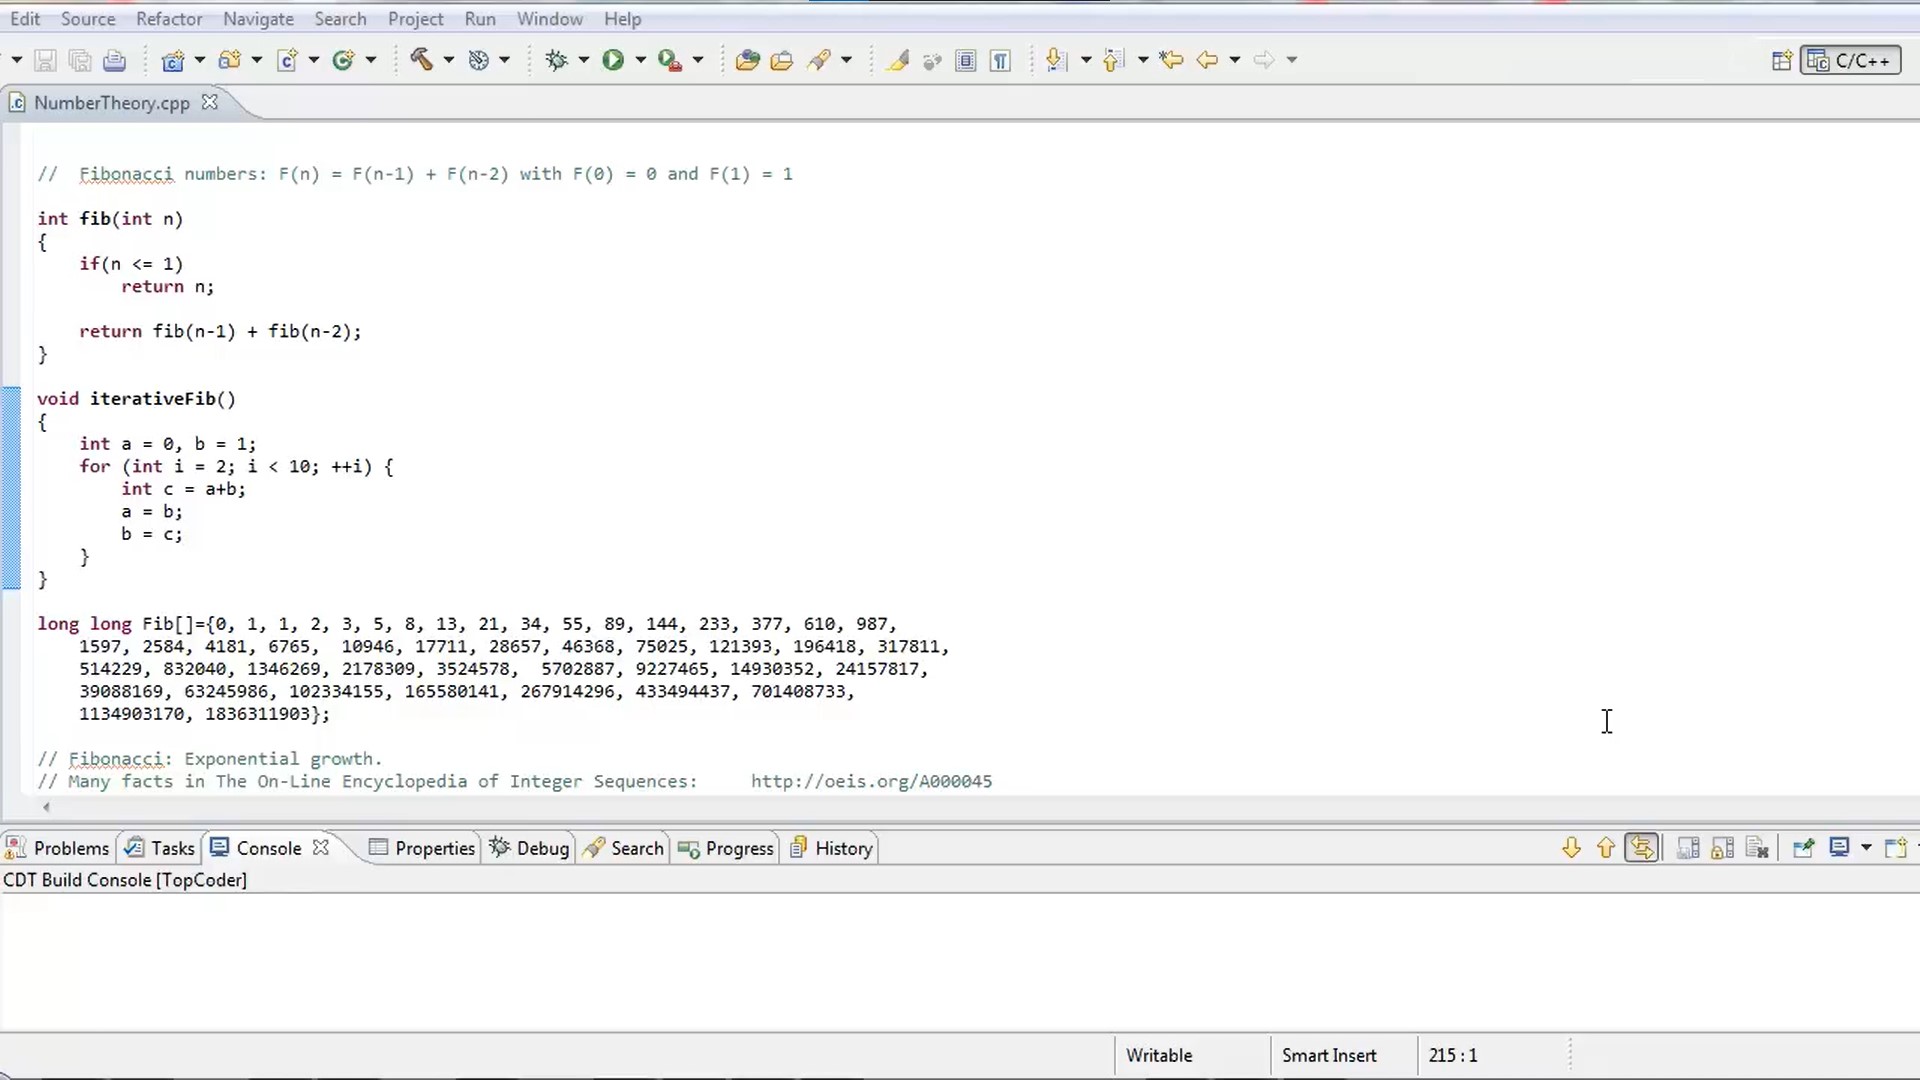 Edit Source Refactor Navigate Search Project Run Window Help
C/C++
NumberTheory.cpp
//  Fibonacci numbers: F(n) = F(n-1) + F(n-2) with F(0) = 0 and F(1) = 1
int fib(int n)
{
    if(n <= 1)
        return n;
    return fib(n-1) + fib(n-2);
}
void iterativeFib()
{
    int a = 0, b = 1;
    for (int i = 2; i < 10; ++i) {
        int c = a+b;
        a = b;
        b = c;
    }
}
long long Fib[]={0, 1, 1, 2, 3, 5, 8, 13, 21, 34, 55, 89, 144, 233, 377, 610, 987,
    1597, 2584, 4181, 6765,  10946, 17711, 28657, 46368, 75025, 121393, 196418, 317811,
    514229, 832040, 1346269, 2178309, 3524578,  5702887, 9227465, 14930352, 24157817,
    39088169, 63245986, 102334155, 165580141, 267914296, 433494437, 701408733,
    1134903170, 1836311903};
// Fibonacci: Exponential growth.
// Many facts in The On-Line Encyclopedia of Integer Sequences:     http://oeis.org/A000045
Problems Tasks Console Properties Debug Search Progress History
CDT Build Console [TopCoder]
Writable Smart Insert 215 : 1